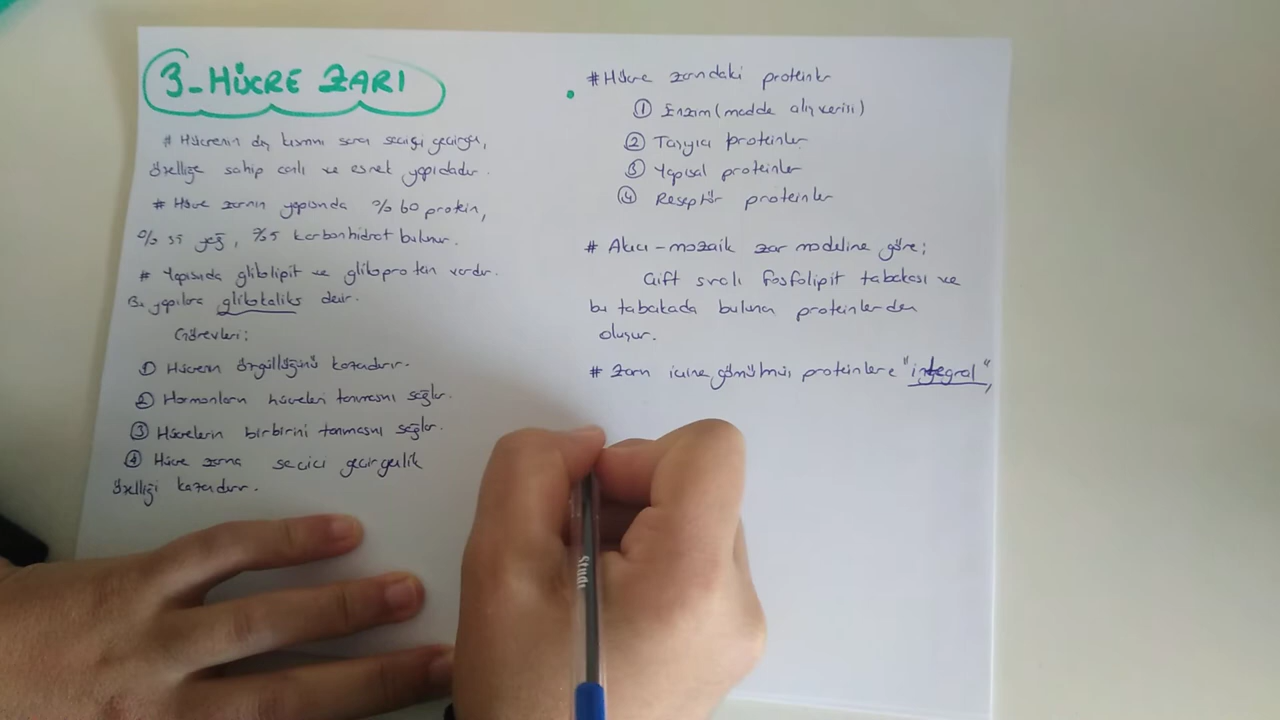 3-HÜCRE ZARI
# Hücrenin dış kısmını saran seçiçi geçirgen,
özelliğe sahip canlı ve esnek yapıdadır.
# Hücre zarının yapısında % 60 protein,
% 35 yağ, %5 karbonhidrat bulunur.
# Yapısında glikolipit ve glikoprotein vardır.
Bu yapılara glikokaliks denir.
Görevleri:
① Hücrenin özgüllüğünü kazandırır.
② Hormonların hücreleri tanımasını sağlar.
③ Hücrelerin birbirini tanımasını sağlar.
④ Hücre zarına seçici geçirgenlik
özelliği kazandırır.
# Hücre zarındaki proteinler
① Enzim (madde alışverişi)
② Taşıyıcı proteinler
③ Yapısal proteinler
④ Reseptör proteinler
# Akıcı-mozaik zar modeline göre;
Çift sıralı fosfolipit tabakası ve
bu tabakada bulunan proteinlerden
oluşur.
# Zarın içine gömülmüş proteinlere "integral",